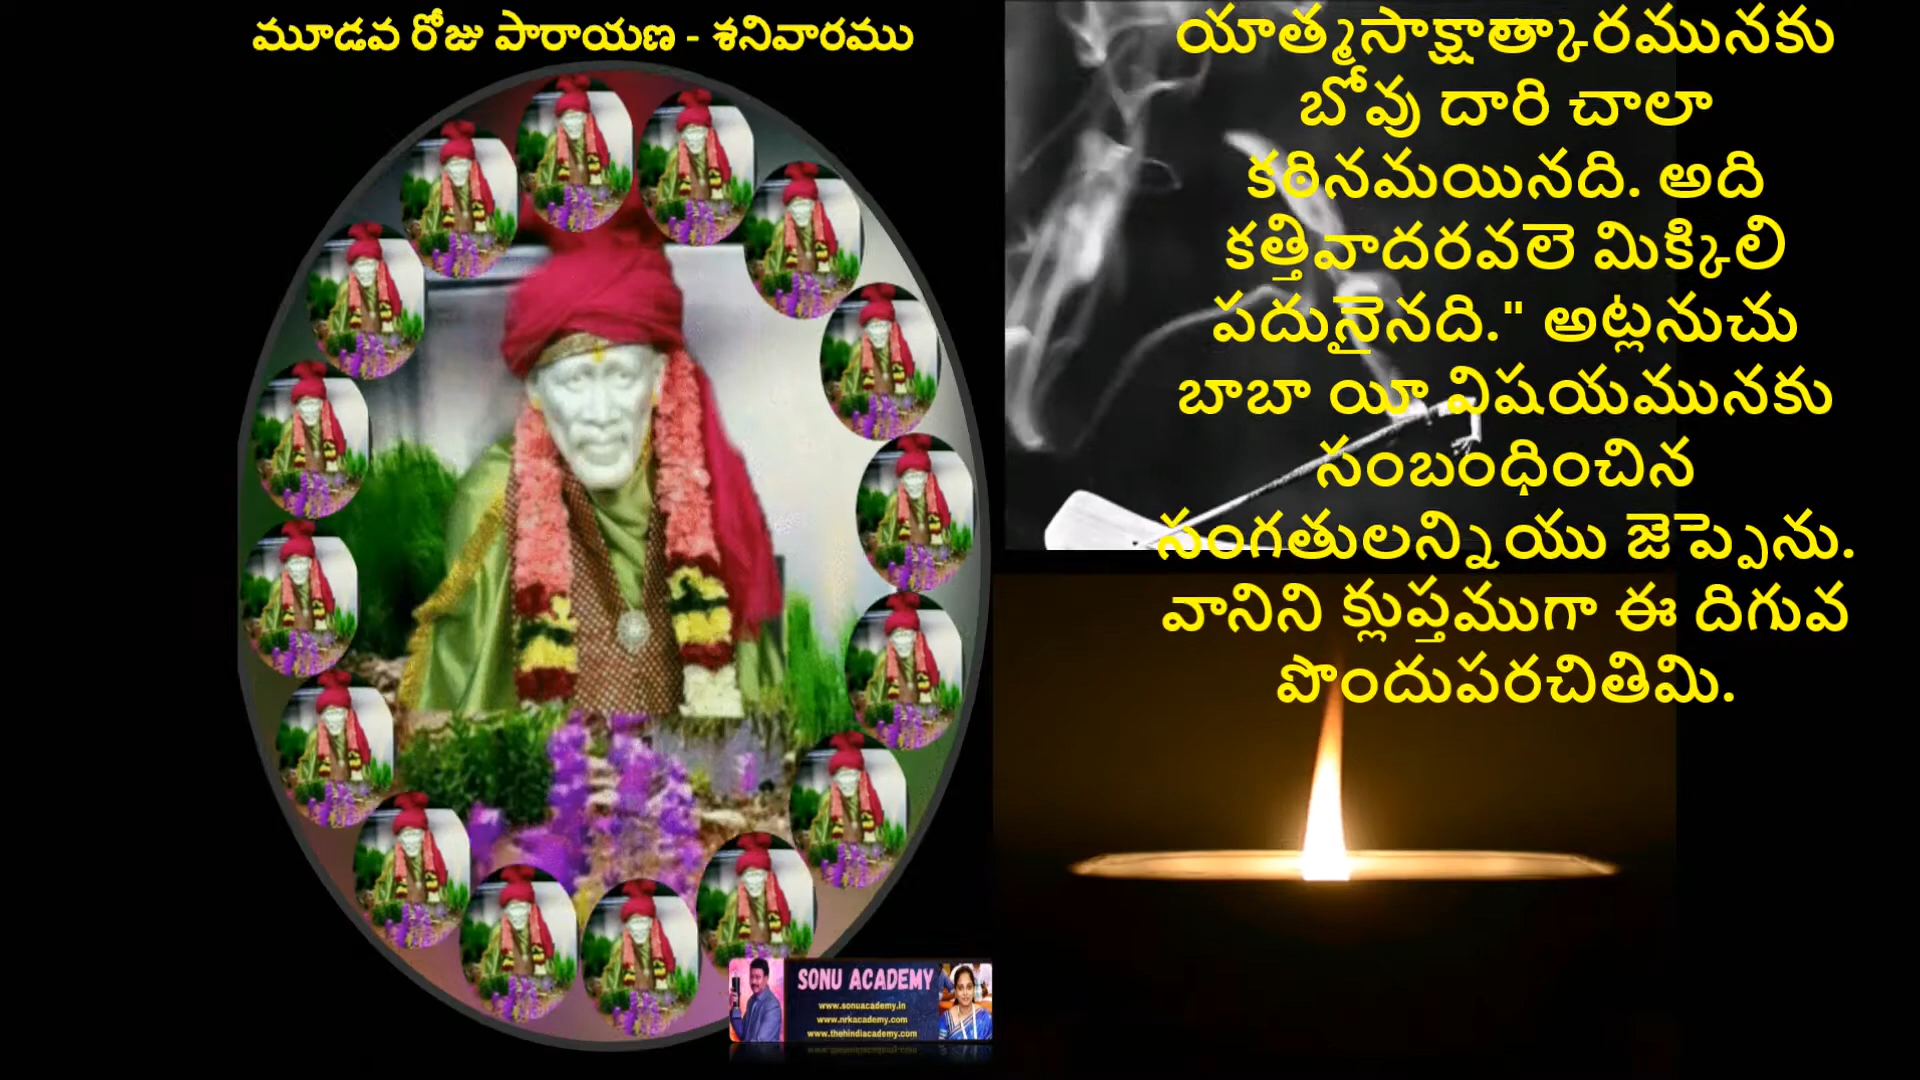 మూడవ రోజు పారాయణ - శనివారము
యాత్మసాక్షాత్కారమునకు
బోవు దారి చాలా
కఠినమయినది. అది
కత్తివాదరవలె మిక్కిలి
పదునైనది." అట్లనుచు
బాబా యీ విషయమునకు
సంబంధించిన
సంగతులన్నియు జెప్పెను.
వానిని క్లుప్తముగా ఈ దిగువ
పొందుపరచితిమి.
SONU ACADEMY
www.sonuacademy.in
www.nrkacademy.com
www.thehindiacademy.com